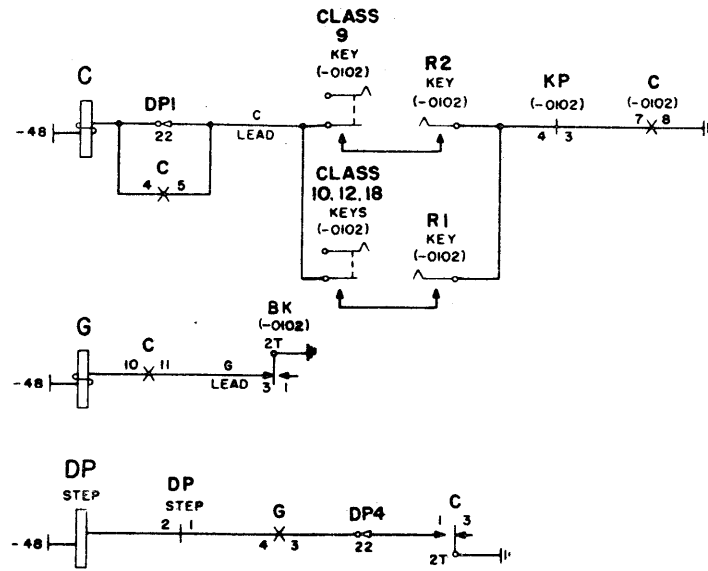 CLASS
9
KEY
(-0102)
R2
KEY
(-0102)
KP
(-0102)
4 3
C
(-0102)
7 8
C
-48
DP1
22
C
LEAD
C
4 5
CLASS
10,12,18
KEYS
(-0102)
R1
KEY
(-0102)
G
-48
C
10 11
G
LEAD
BK
(-0102)
2T
3 1
DP
STEP
-48
DP
STEP
2 1
G
4 3
DP4
22
C
1 3
2T